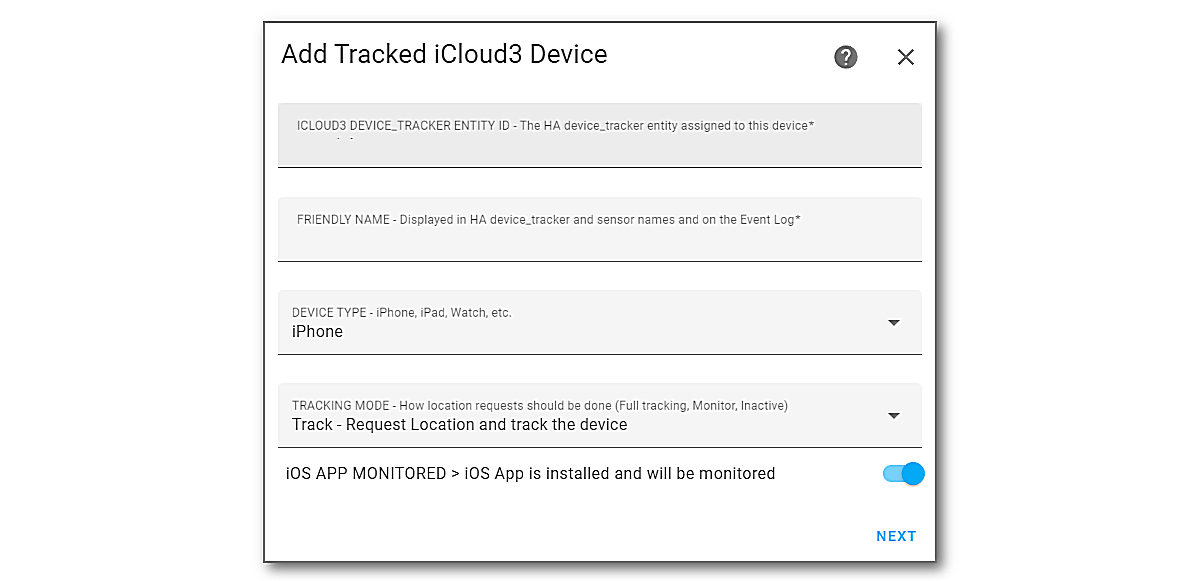 Add Tracked iCloud3 Device
ICLOUD3 DEVICE_TRACKER ENTITY ID - The HA device_tracker entity assigned to this device*
FRIENDLY NAME - Displayed in HA device_tracker and sensor names and on the Event Log*
DEVICE TYPE - iPhone, iPad, Watch, etc.
iPhone
TRACKING MODE - How location requests should be done (Full tracking, Monitor, Inactive)
Track - Request Location and track the device
iOS APP MONITORED > iOS App is installed and will be monitored
NEXT